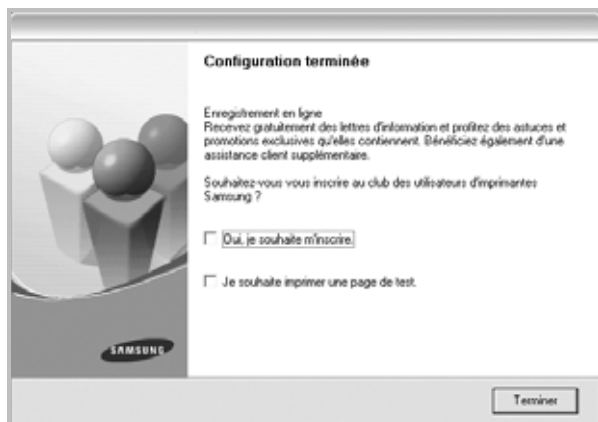 Configuration terminée
Enregistrement en ligne
Recevez gratuitement des lettres d'information et profitez des astuces et
promotions exclusives qu'elles contiennent. Bénéficiez également d'une
assistance client supplémentaire.
Souhaitez-vous vous inscrire au club des utilisateurs d'imprimantes
Samsung ?
Oui, je souhaite m'inscrire.
Je souhaite imprimer une page de test.
SAMSUNG
Terminer